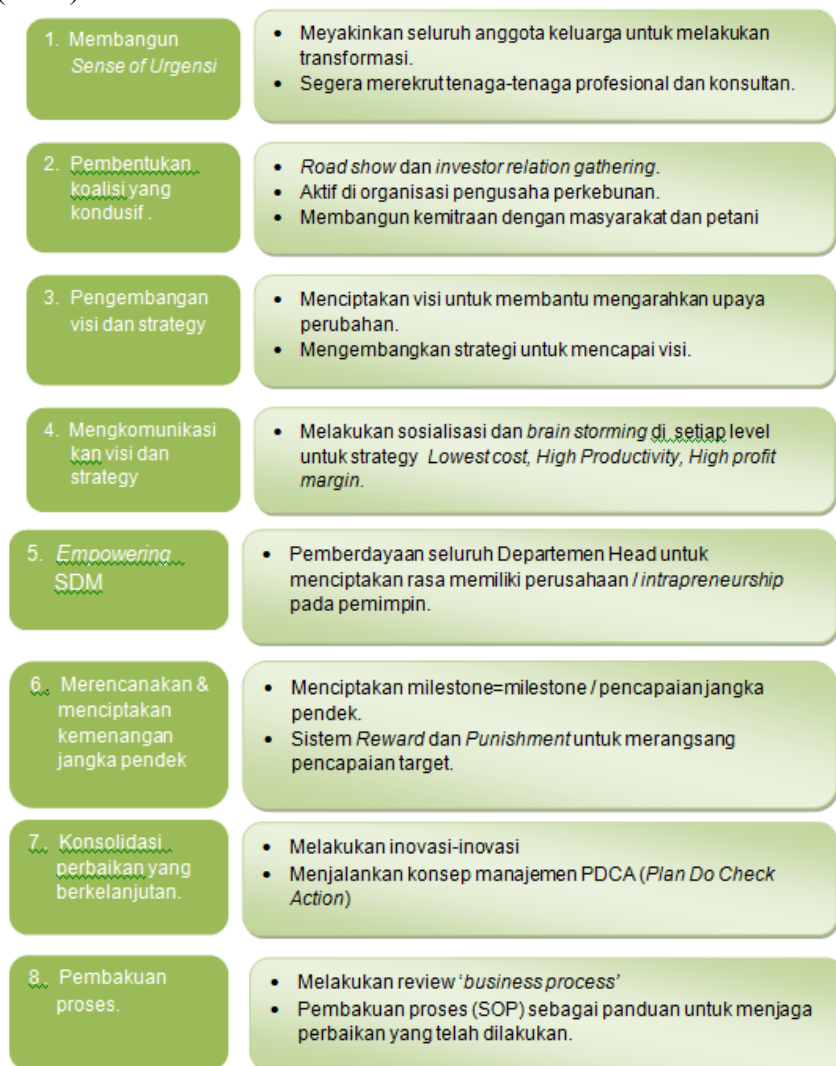 1. Membangun
Sense of Urgensi
• Meyakinkan seluruh anggota keluarga untuk melakukan
transformasi.
• Segera merekrut tenaga-tenaga profesional dan konsultan.
2. Pembentukan
koalisi yang
kondusif .
• Road show dan investor relation gathering.
• Aktif di organisasi pengusaha perkebunan.
• Membangun kemitraan dengan masyarakat dan petani
3. Pengembangan
visi dan strategy
• Menciptakan visi untuk membantu mengarahkan upaya
perubahan.
• Mengembangkan strategi untuk mencapai visi.
4. Mengkomunikasi
kan visi dan
strategy
• Melakukan sosialisasi dan brain storming di setiap level
untuk strategy Lowest cost, High Productivity, High profit
margin.
5. Empowering
SDM
• Pemberdayaan seluruh Departemen Head untuk
menciptakan rasa memiliki perusahaan / intrapreneurship
pada pemimpin.
6. Merencanakan &
menciptakan
kemenangan
jangka pendek
• Menciptakan milestone=milestone / pencapaian jangka
pendek.
• Sistem Reward dan Punishment untuk merangsang
pencapaian target.
7. Konsolidasi
perbaikan yang
berkelanjutan.
• Melakukan inovasi-inovasi
• Menjalankan konsep manajemen PDCA (Plan Do Check
Action)
8. Pembakuan
proses.
• Melakukan review ‘business process’
• Pembakuan proses (SOP) sebagai panduan untuk menjaga
perbaikan yang telah dilakukan.